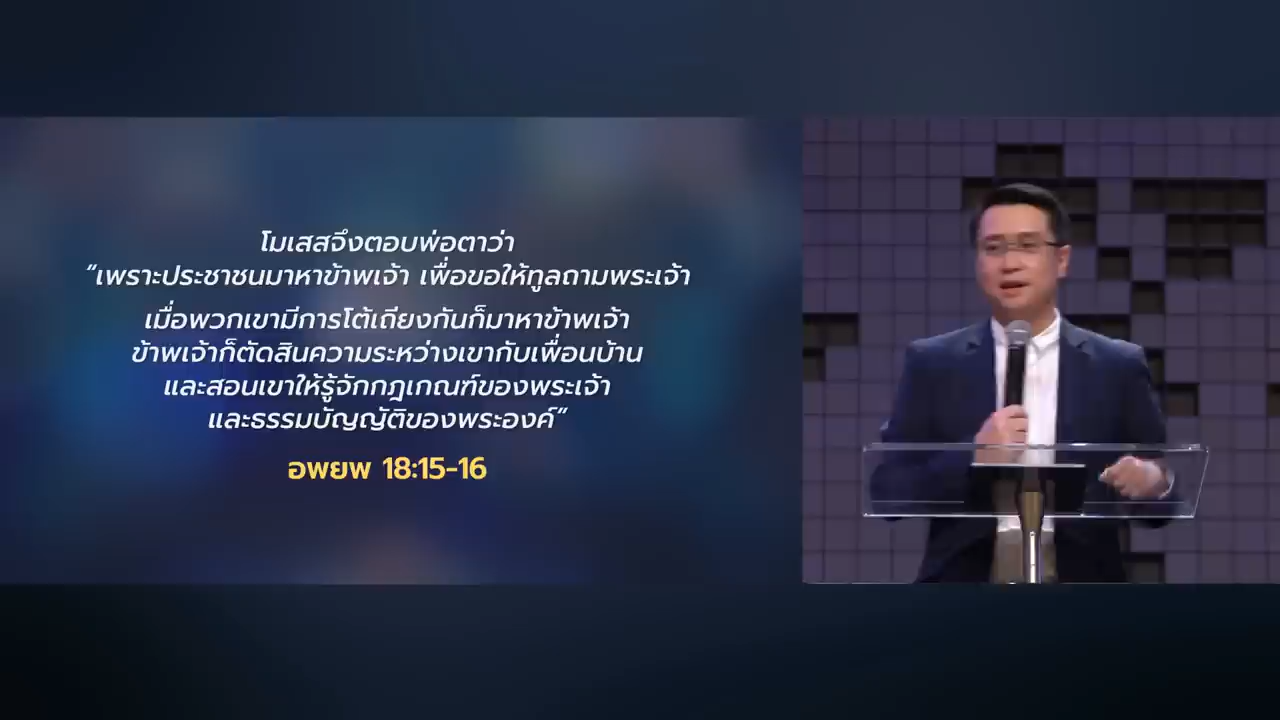 โมเสสจึงตอบพ่อตาว่า
“เพราะประชาชนมาหาข้าพเจ้า เพื่อขอให้ทูลถามพระเจ้า
เมื่อพวกเขามีการโต้เถียงกันก็มาหาข้าพเจ้า
ข้าพเจ้าก็ตัดสินความระหว่างเขากับเพื่อนบ้าน
และสอนเขาให้รู้จักกฎเกณฑ์ของพระเจ้า
และธรรมบัญญัติของพระองค์”
อพยพ 18:15-16